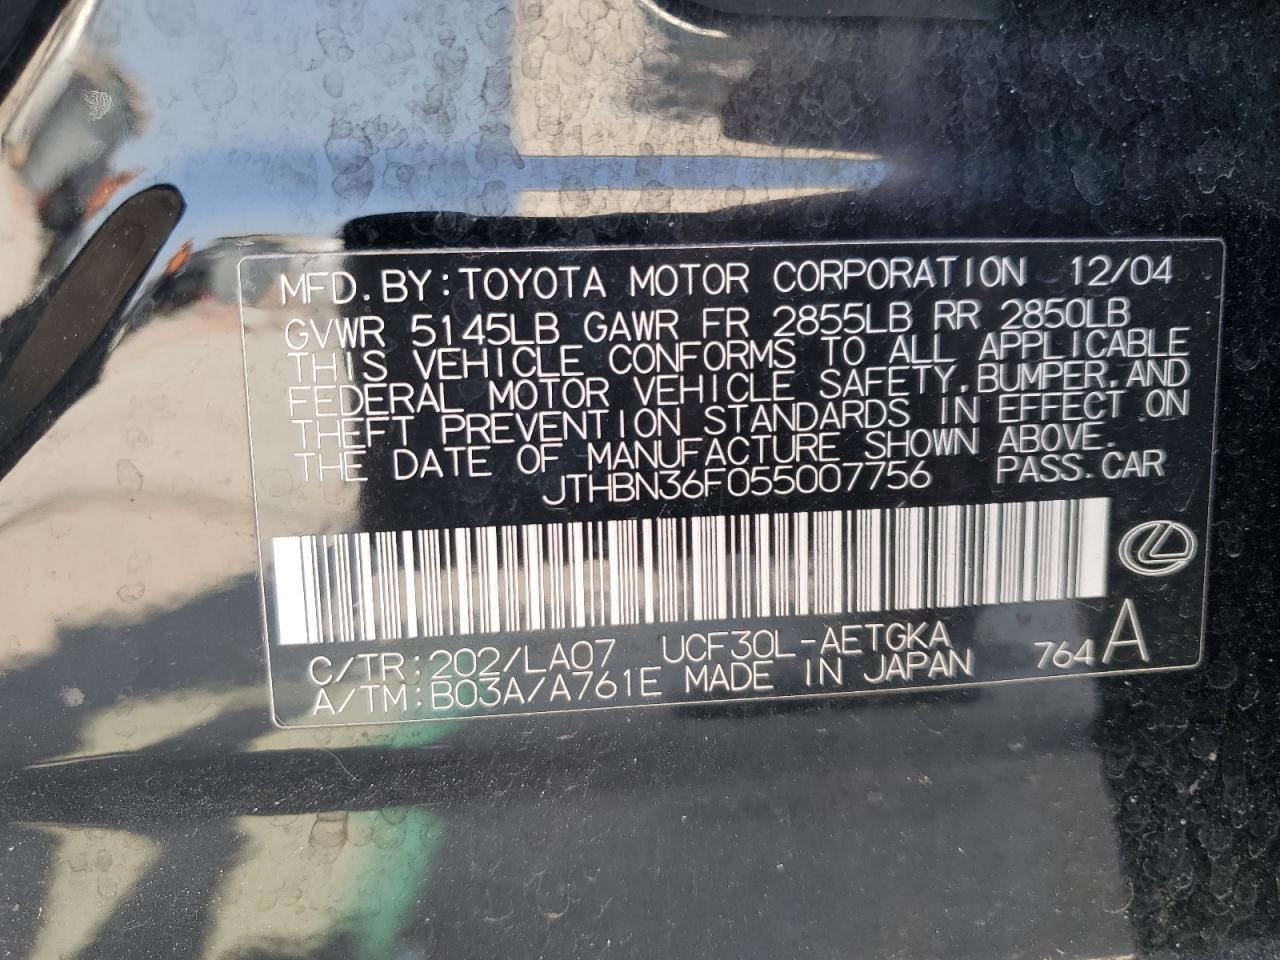 MFD. BY: TOYOTA MOTOR CORPORATION 12/04
GVWR 5145LB GAWR FR 2855LB RR 2850LB
THIS VEHICLE CONFORMS TO ALL APPLICABLE
FEDERAL MOTOR VEHICLE SAFETY, BUMPER, AND
THEFT PREVENTION STANDARDS IN EFFECT ON
THE DATE OF MANUFACTURE SHOWN ABOVE.
JTHBN36F055007756 PASS. CAR
C/TR: 202/LA07 UCF30L-AETGKA 764 A
A/TM: B03A/A761E MADE IN JAPAN